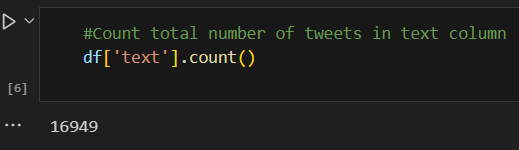 #Count total number of tweets in text column
df['text'].count()
[6]
... 16949